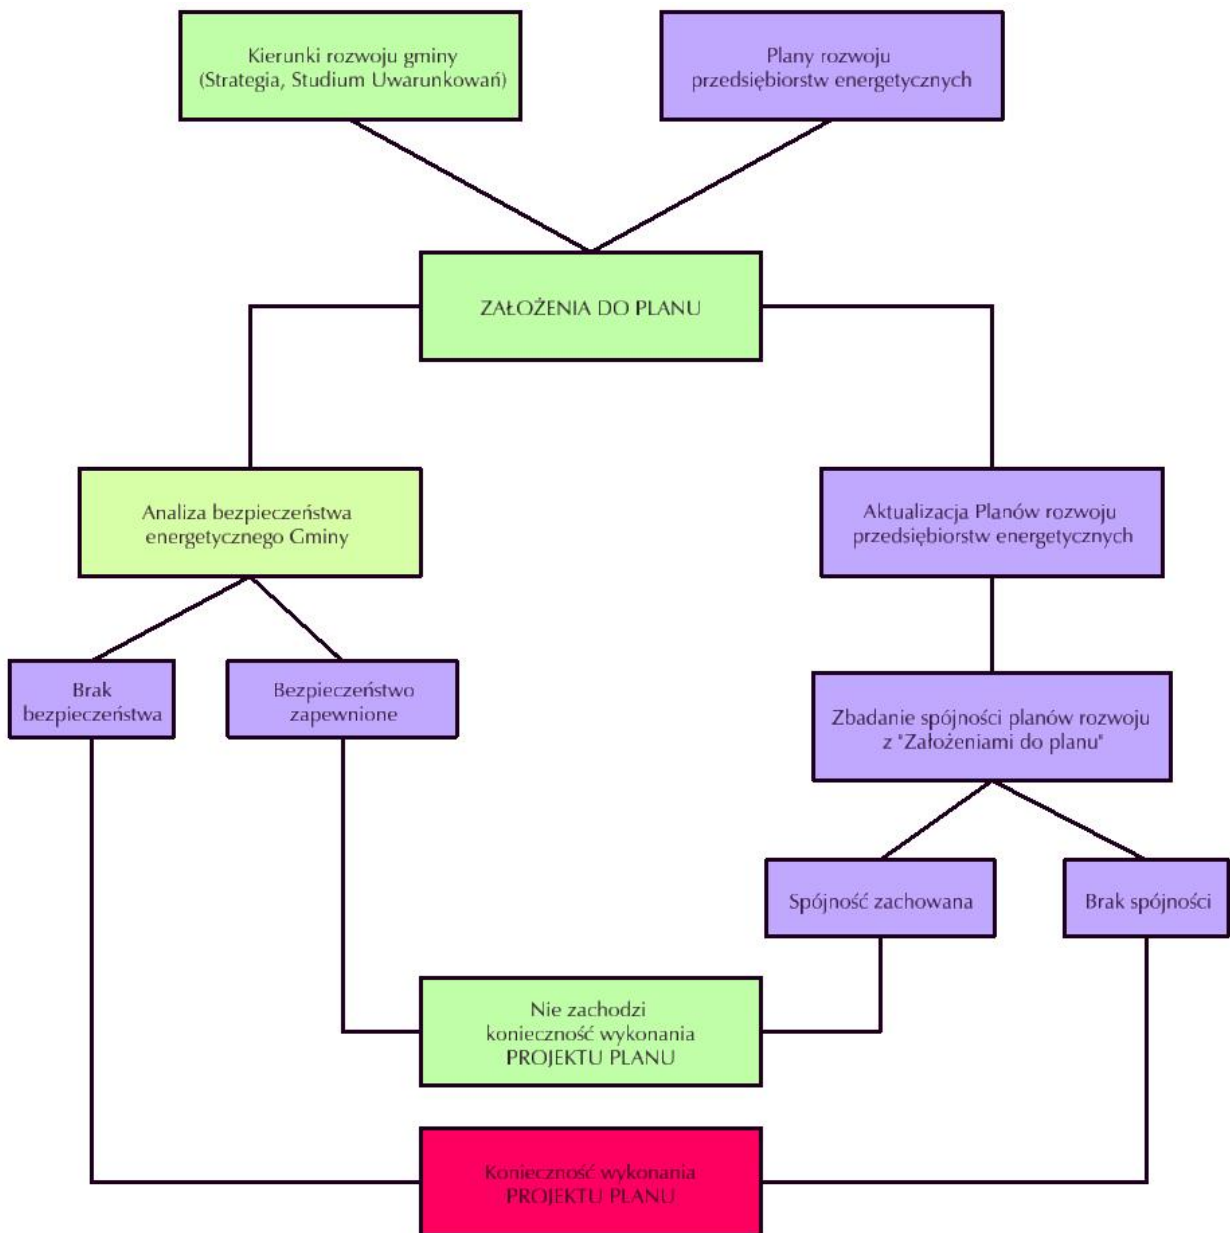 Kierunki rozwoju gminy
(Strategia, Studium Uwarunkowań)
Plany rozwoju
przedsiębiorstw energetycznych
ZAŁOŻENIA DO PLANU
Analiza bezpieczeństwa
energetycznego Gminy
Aktualizacja Planów rozwoju
przedsiębiorstw energetycznych
Brak
bezpieczeństwa
Bezpieczeństwo
zapewnione
Zbadanie spójności planów rozwoju
z "Założeniami do planu"
Spójność zachowana
Brak spójności
Nie zachodzi
konieczność wykonania
PROJEKTU PLANU
Konieczność wykonania
PROJEKTU PLANU